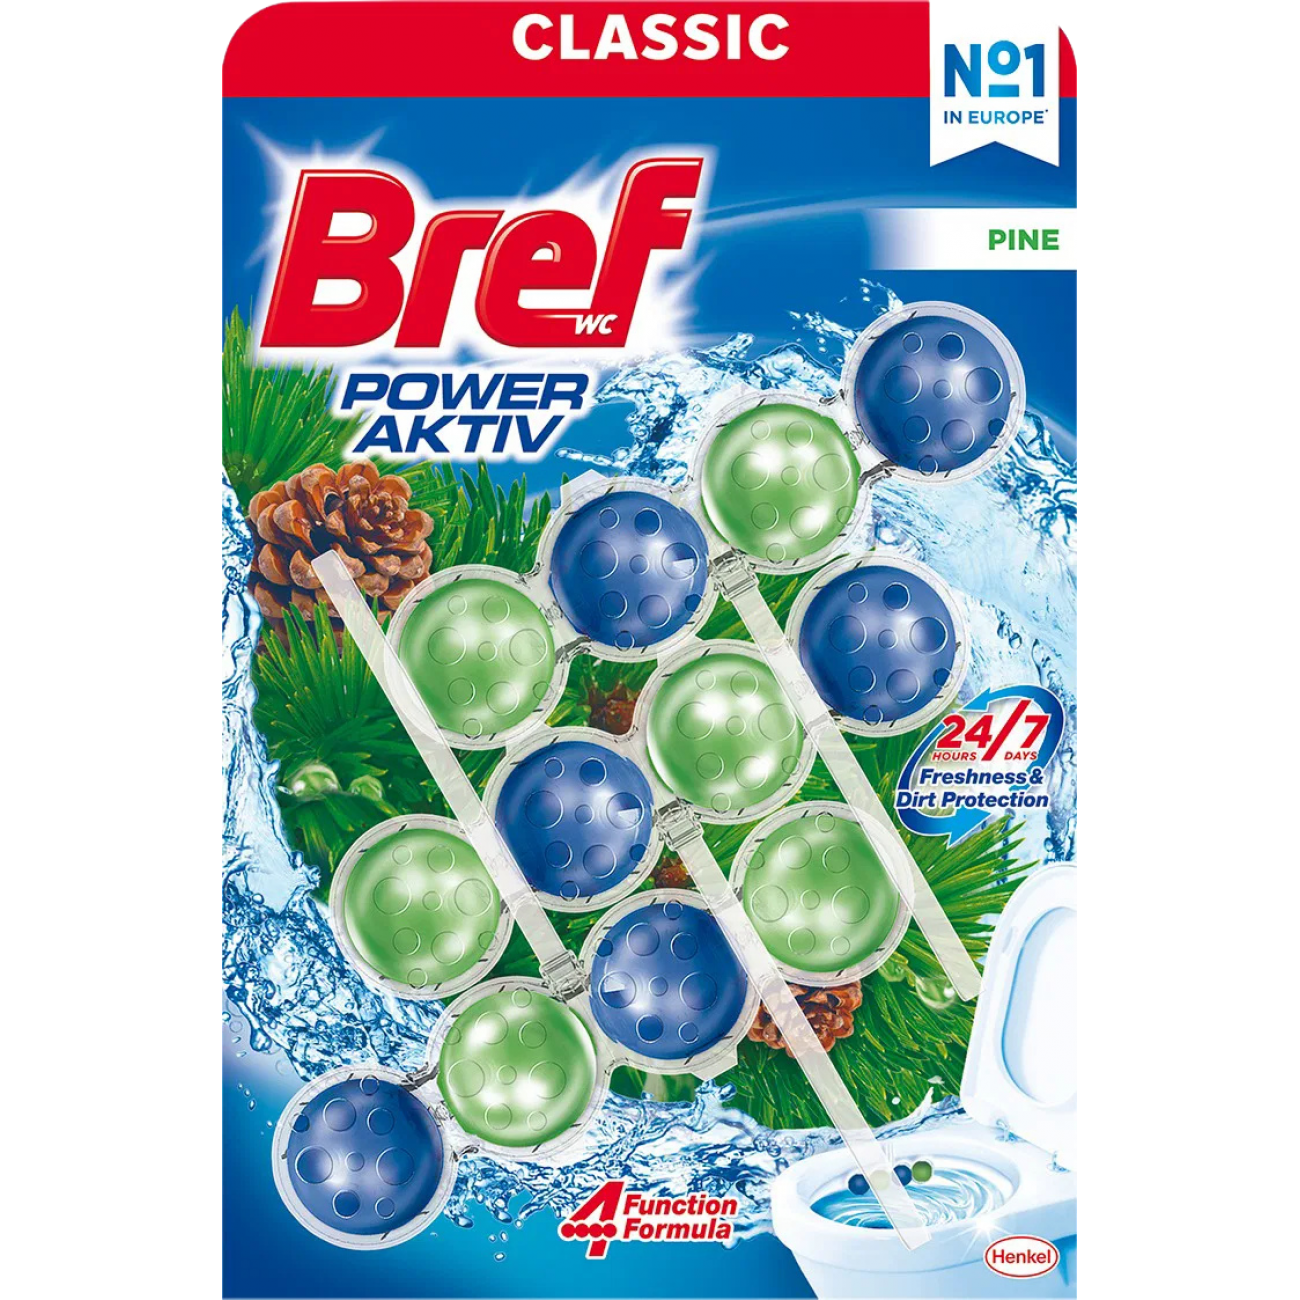 CLASSIC
Nº1
IN EUROPE*
Bref
WC
PINE
POWER
AKTIV
24/7
HOURS DAYS
Freshness &
Dirt Protection
4 Function
Formula
Henkel